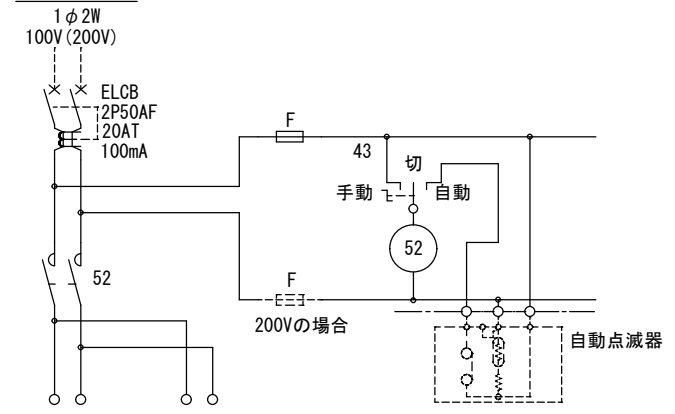 1φ2W
100V(200V)
ELCB
2P50AF
20AT
100mA
F
43
切
手動
自動
52
52
F
200Vの場合
自動点滅器